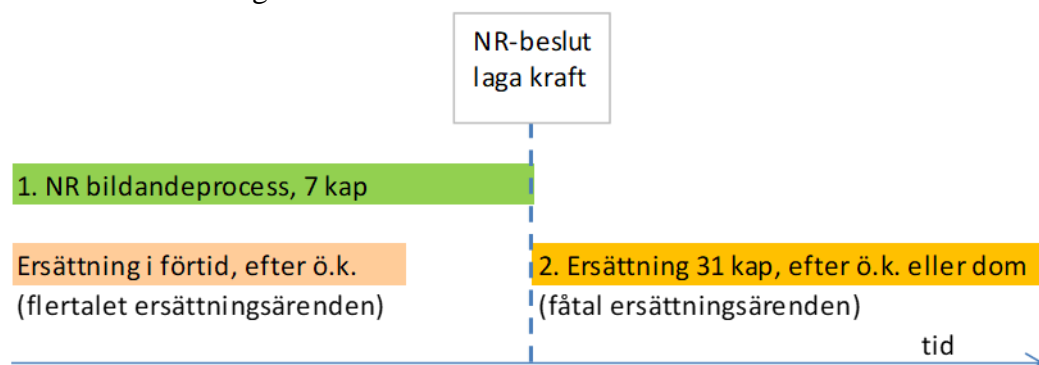 NR-beslut
laga kraft
1. NR bildandeprocess, 7 kap
Ersättning i förtid, efter ö.k.
(flertalet ersättningsärenden)
2. Ersättning 31 kap, efter ö.k. eller dom
(fåtal ersättningsärenden)
tid